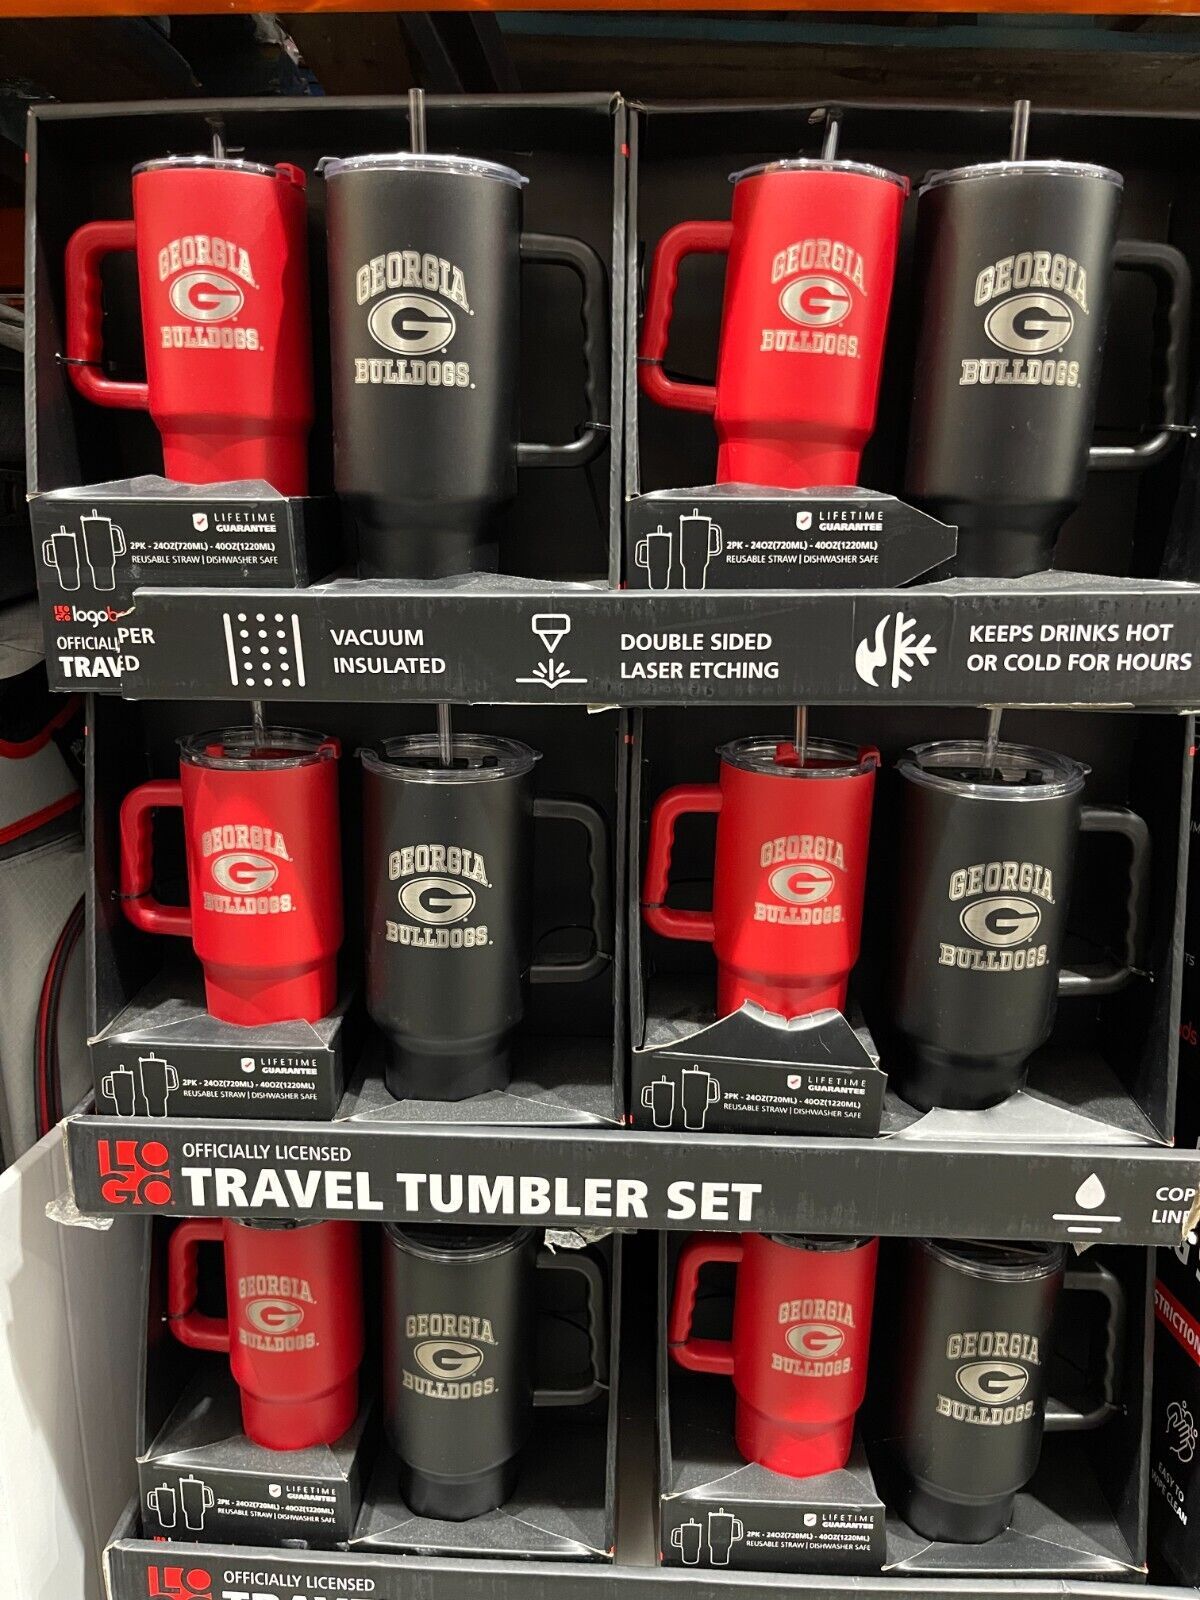 GEORGIA
G
BULLDOGS
GEORGIA
G
BULLDOGS.
GEORGIA
G
BULLDOGS.
GEORGIA
G
BULLDOGS
LIFETIME
GUARANTEE
2PK - 24OZ(720ML) - 40OZ(1220ML)
REUSABLE STRAW | DISHWASHER SAFE
LIFETIME
GUARANTEE
2PK - 24OZ(720ML) - 40OZ(1220ML)
REUSABLE STRAW | DISHWASHER SAFE
LOGO
OFFICIALL
TRAV
PER
ED
VACUUM
INSULATED
DOUBLE SIDED
LASER ETCHING
KEEPS DRINKS HOT
OR COLD FOR HOURS
GEORGIA
G
BULLDOGS.
GEORGIA
G
BULLDOGS.
GEORGIA
G
BULLDOGS.
GEORGIA
G
BULLDOGS.
LIFETIME
GUARANTEE
2PK - 24OZ(720ML) - 40OZ(1220ML)
REUSABLE STRAW | DISHWASHER SAFE
LIFETIME
GUARANTEE
2PK - 24OZ(720ML) - 40OZ(1220ML)
REUSABLE STRAW | DISHWASHER SAFE
LOGO
OFFICIALLY LICENSED
TRAVEL TUMBLER SET
COP
LINE
GEORGIA
G
BULLDOGS.
GEORGIA
G
BULLDOGS.
GEORGIA
G
BULLDOGS.
GEORGIA
G
BULLDOGS.
STRICTION
EASY TO
WIPE CLEAN
LIFETIME
GUARANTEE
2PK - 24OZ(720ML) - 40OZ(1220ML)
REUSABLE STRAW | DISHWASHER SAFE
LIFETIME
GUARANTEE
2PK - 24OZ(720ML) - 40OZ(1220ML)
REUSABLE STRAW | DISHWASHER SAFE
OFFICIALLY LICENSED